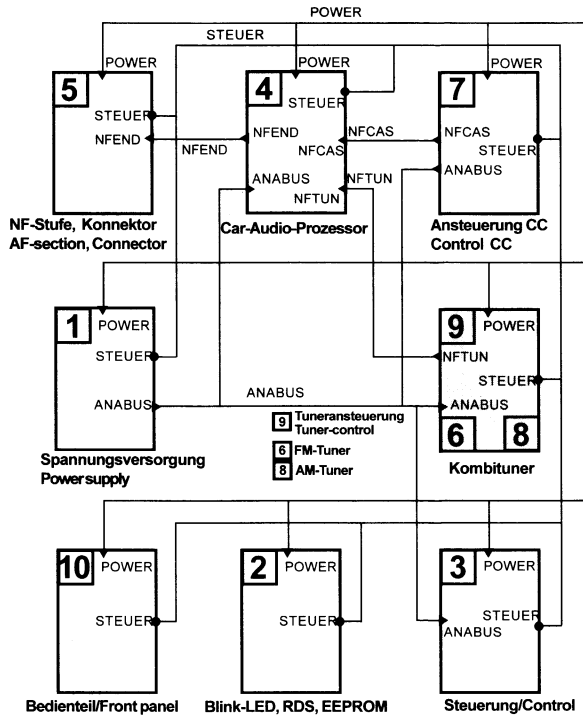 POWER
STEUER
5
POWER
STEUER
NFEND
NFEND
NF-Stufe, Konnektor
AF-section, Connector
4
POWER
STEUER
NFEND
NFCAS
ANABUS
NFTUN
Car-Audio-Prozessor
NFCAS
NFTUN
7
POWER
NFCAS
STEUER
ANABUS
Ansteuerung CC
Control CC
1
POWER
STEUER
ANABUS
Spannungsversorgung
Powersupply
ANABUS
9 Tuneransteuerung
Tuner-control
6 FM-Tuner
8 AM-Tuner
9
POWER
NFTUN
STEUER
ANABUS
6 8
Kombituner
10
POWER
STEUER
Bedienteil/Front panel
2
POWER
STEUER
Blink-LED, RDS, EEPROM
3
POWER
STEUER
ANABUS
Steuerung/Control